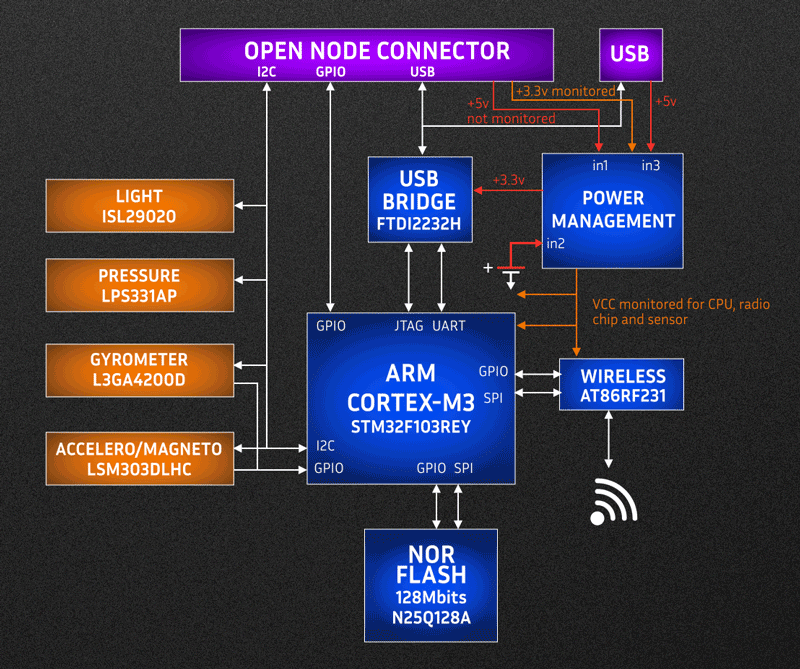 OPEN NODE CONNECTOR
I2C GPIO USB
USB
+3.3v monitored
+5v
not monitored
+5v
in1 in3
POWER
MANAGEMENT
in2
USB
BRIDGE
FTDI2232H
+3.3v
+
LIGHT
ISL29020
PRESSURE
LPS331AP
GYROMETER
L3GA4200D
ACCELERO/MAGNETO
LSM303DLHC
VCC monitored for CPU, radio
chip and sensor
GPIO JTAG UART
ARM
CORTEX-M3
STM32F103REY
GPIO
SPI
I2C
GPIO
GPIO SPI
WIRELESS
AT86RF231
NOR
FLASH
128Mbits
N25Q128A